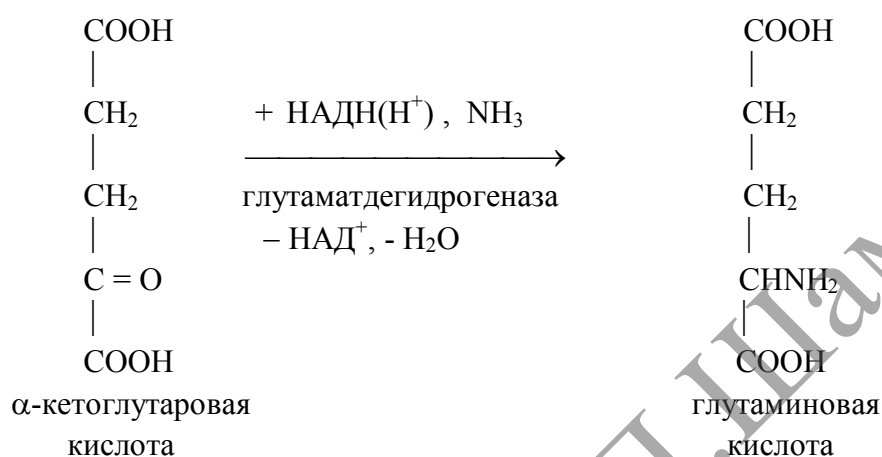 COOH COOH
| |
CH₂ + НАДН(Н⁺) , NH₃ CH₂
| |
CH₂ глутаматдегидрогеназа CH₂
| – НАД⁺, - H₂O |
C = O CHNH₂
| |
COOH COOH
α-кетоглутаровая глутаминовая
кислота кислота